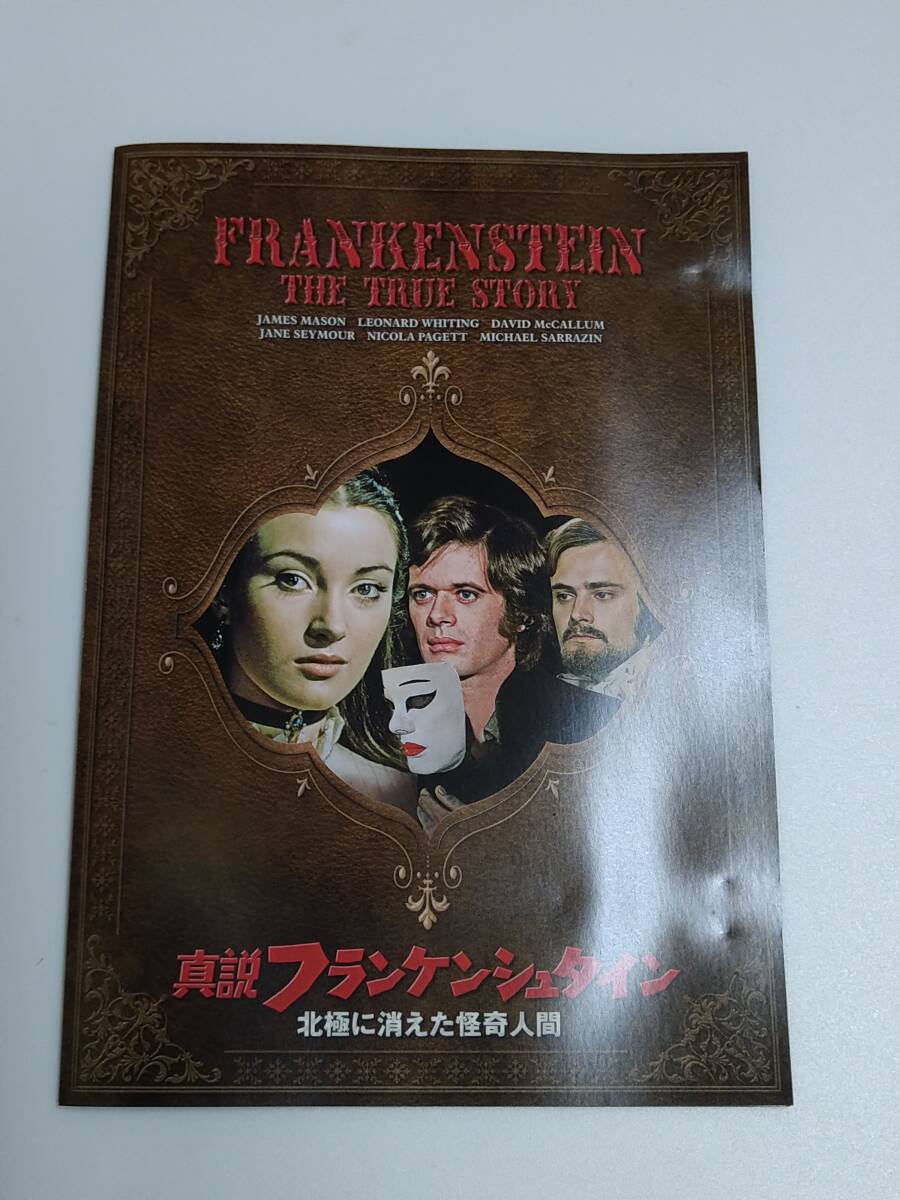 FRANKENSTEIN
THE TRUE STORY
JAMES MASON LEONARD WHITING DAVID McCALLUM
JANE SEYMOUR NICOLA PAGETT MICHAEL SARRAZIN
真説フランケンシュタイン
北極に消えた怪奇人間